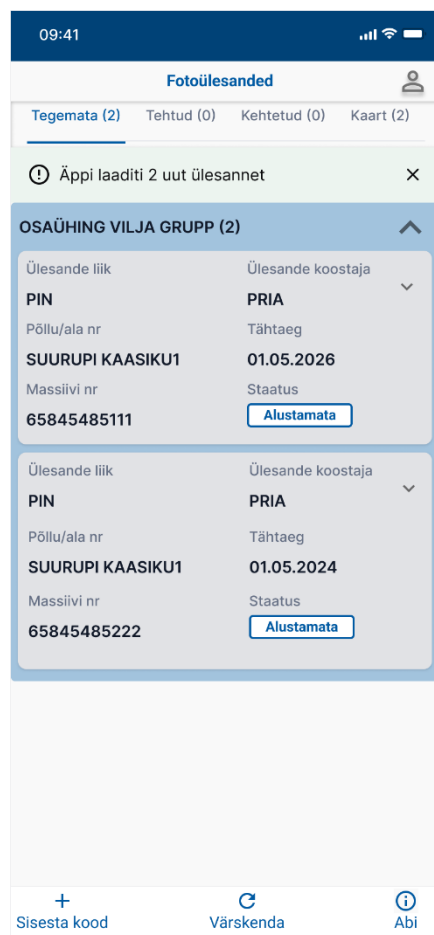 09:41
Fotoülesanded
Tegemata (2) Tehtud (0) Kehtetud (0) Kaart (2)
Äppi laaditi 2 uut ülesannet
OSAÜHING VILJA GRUPP (2)
Ülesande liik Ülesande koostaja
PIN PRIA
Põllu/ala nr Tähtaeg
SUURUPI KAASIKU1 01.05.2026
Massiivi nr Staatus
65845485111 Alustamata
Ülesande liik Ülesande koostaja
PIN PRIA
Põllu/ala nr Tähtaeg
SUURUPI KAASIKU1 01.05.2024
Massiivi nr Staatus
65845485222 Alustamata
Sisesta kood Värskenda Abi